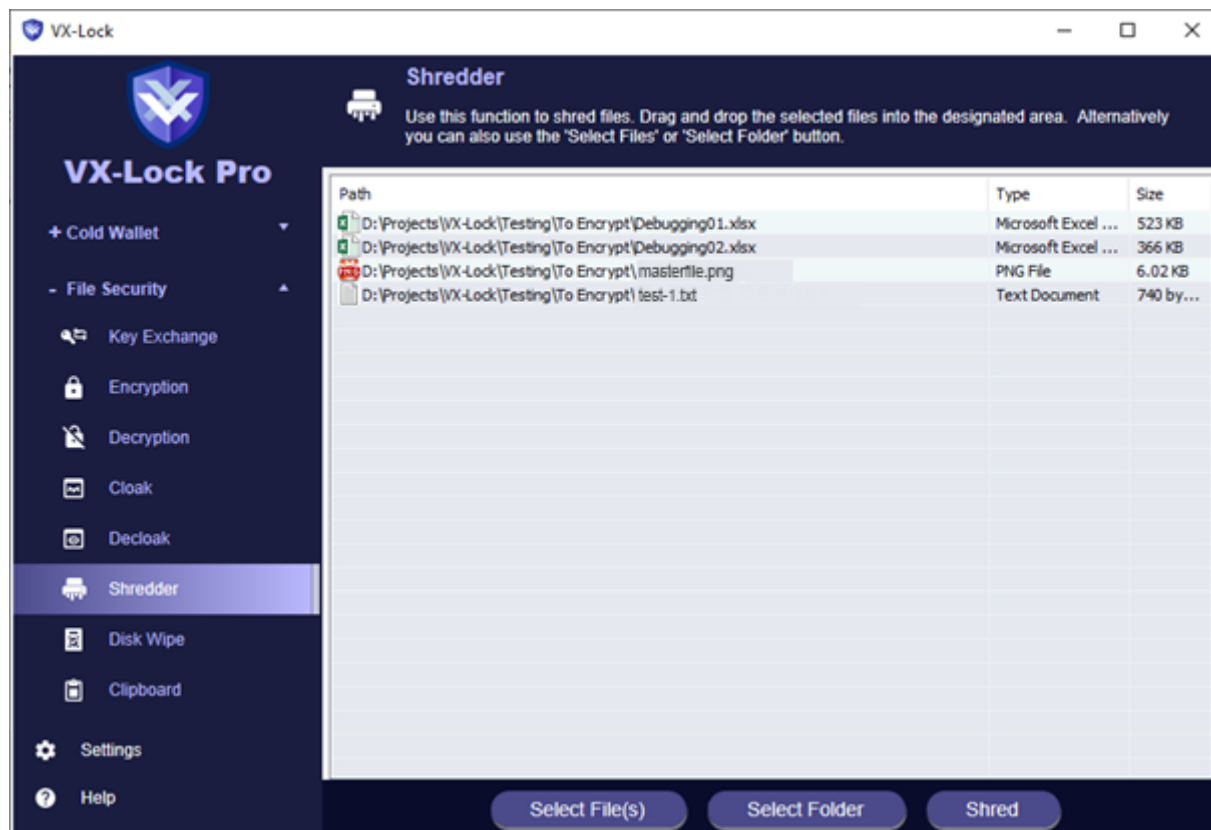 VX-Lock
VX-Lock Pro
+ Cold Wallet
- File Security
Key Exchange
Encryption
Decryption
Cloak
Decloak
Shredder
Disk Wipe
Clipboard
Settings
Help
Shredder
Use this function to shred files. Drag and drop the selected files into the designated area. Alternatively
you can also use the 'Select Files' or 'Select Folder' button.
Path Type Size
D:\Projects\VX-Lock\Testing\To Encrypt\Debugging01.xlsx Microsoft Excel ... 523 KB
D:\Projects\VX-Lock\Testing\To Encrypt\Debugging02.xlsx Microsoft Excel ... 366 KB
D:\Projects\VX-Lock\Testing\To Encrypt\masterfile.png PNG File 6.02 KB
D:\Projects\VX-Lock\Testing\To Encrypt\test-1.txt Text Document 740 by...
Select File(s) Select Folder Shred